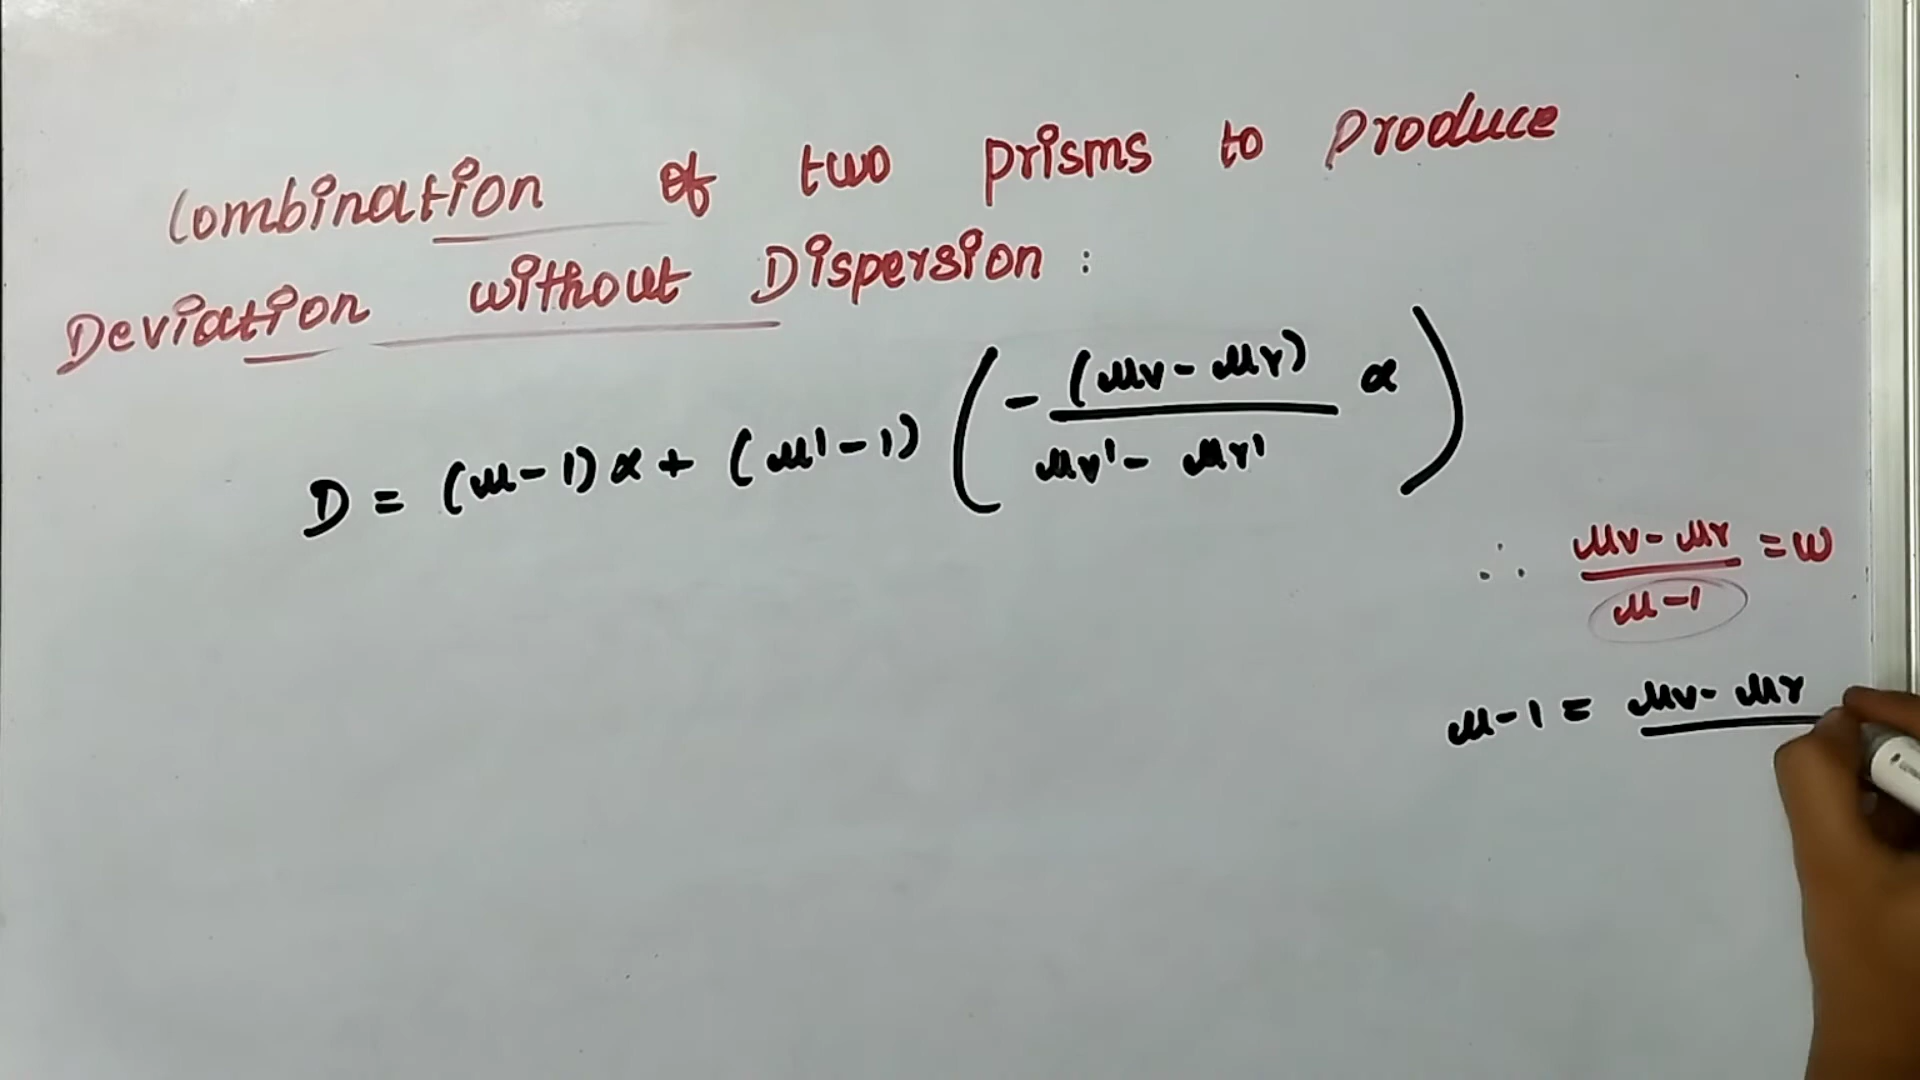 Combination of two prisms to produce
Deviation without Dispersion :
D = (μ-1)α + (μ'-1) ( - (μv - μr) / μv' - μr' α )
∴ μv - μr / μ-1 = ω
μ-1 = μv - μr